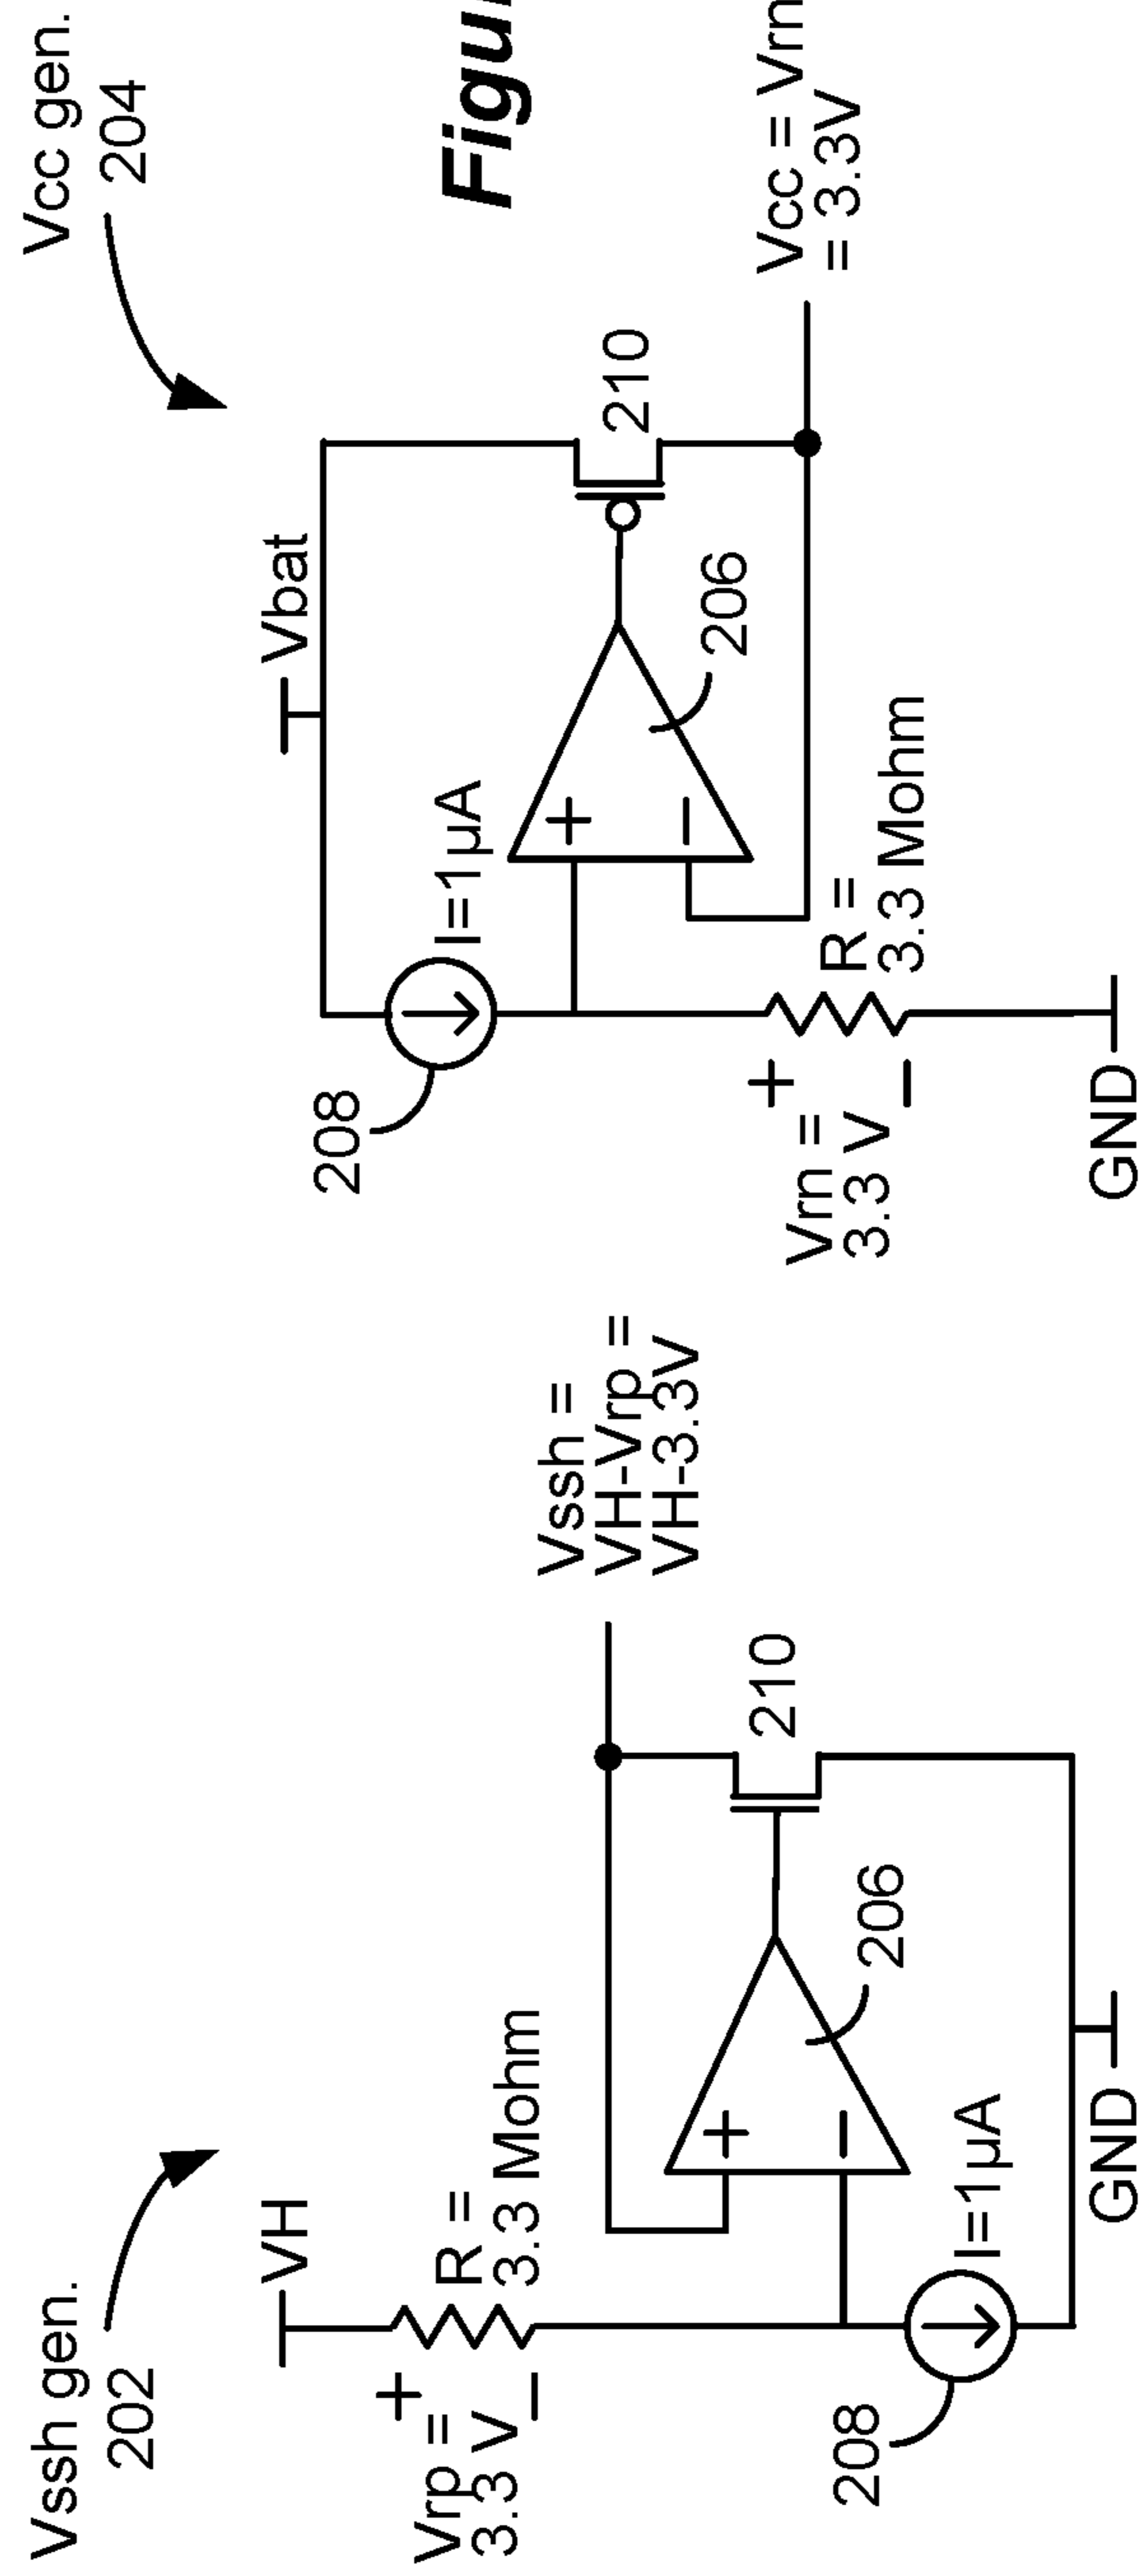 Vssh gen.
202
VH
Vrp =
3.3 V
+
−
R =
3.3 Mohm
Vssh =
VH-Vrp =
VH-3.3V
+
−
206
210
208
I=1µA
GND
Vcc gen.
204
Vbat
208
I=1µA
+
−
206
210
Vrn =
3.3 V
+
−
R =
3.3 Mohm
GND
Vcc = Vrn
= 3.3V